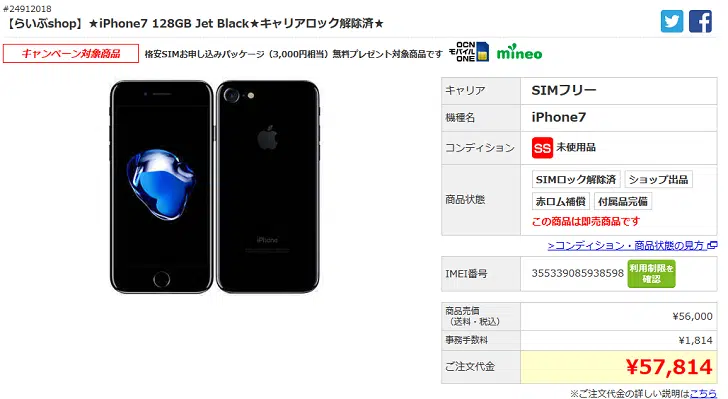 #24912018
【らいぶshop】★iPhone7 128GB Jet Black★キャリアロック解除済★
キャンペーン対象商品 格安SIMお申し込みパッケージ（3,000円相当）無料プレゼント対象商品です OCN モバイル ONE mineo
キャリア SIMフリー
機種名 iPhone7
コンディション SS 未使用品
商品状態 SIMロック解除済 ショップ出品
赤ロム補償 付属品完備
この商品は即売商品です
>コンディション・商品状態の見方
IMEI番号 355339085938598 利用制限を確認
商品売価
（送料・税込） ¥56,000
事務手数料 ¥1,814
ご注文代金 ¥57,814
※ご注文代金の詳しい説明はこちら
iPhone